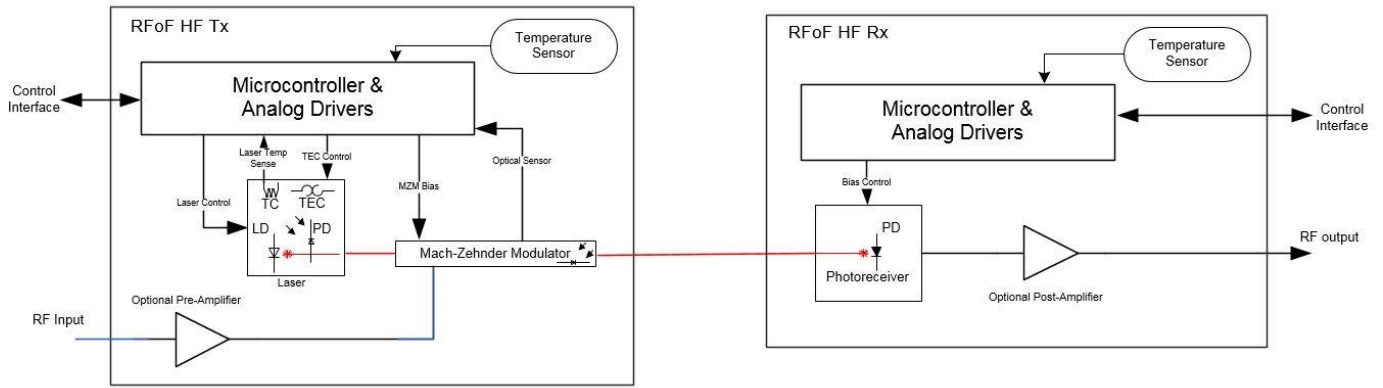 RFoF HF Tx
Temperature
Sensor
Microcontroller &
Analog Drivers
Control
Interface
Laser Temp
Sense
TEC Control
Optical Sensor
MZM Bias
Laser Control
TC
TEC
LD
PD
Mach-Zehnder Modulator
Laser
Optional Pre-Amplifier
RF Input
RFoF HF Rx
Temperature
Sensor
Microcontroller &
Analog Drivers
Control
Interface
Bias Control
PD
Photoreceiver
RF output
Optional Post-Amplifier